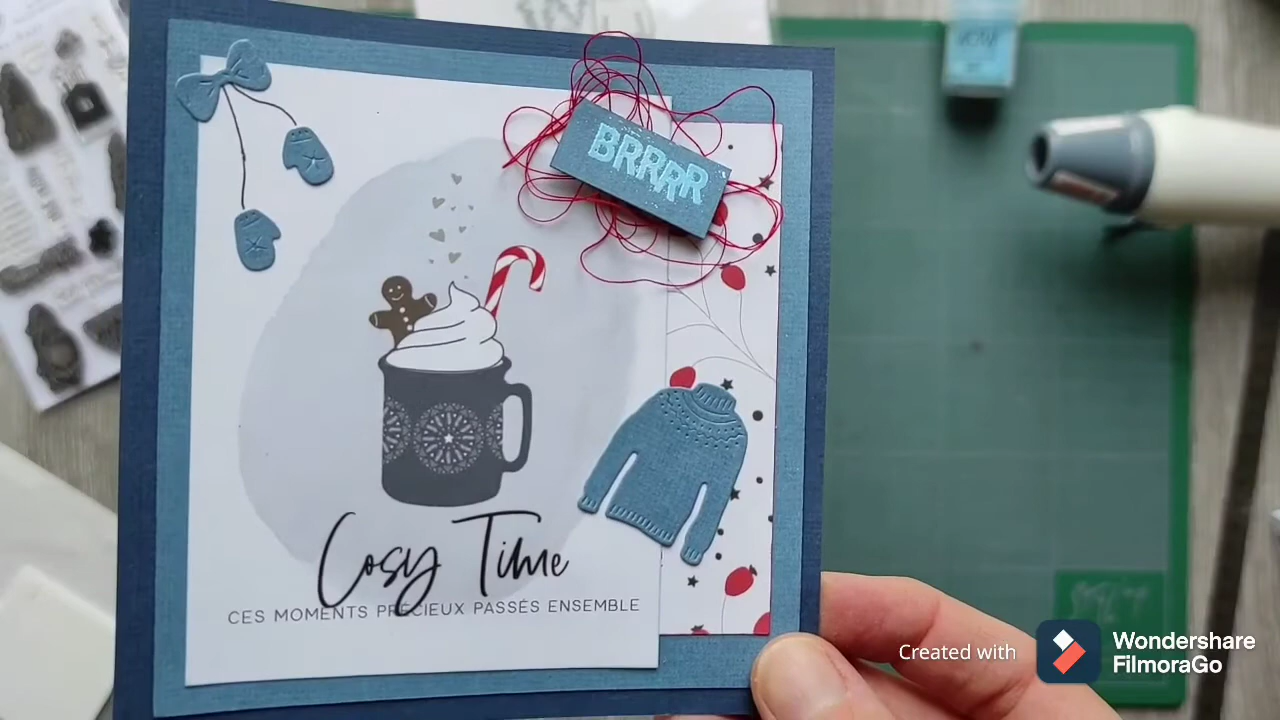 BRRRR
Cosy Time
CES MOMENTS PRÉCIEUX PASSÉS ENSEMBLE
Created with
Wondershare
FilmoraGo